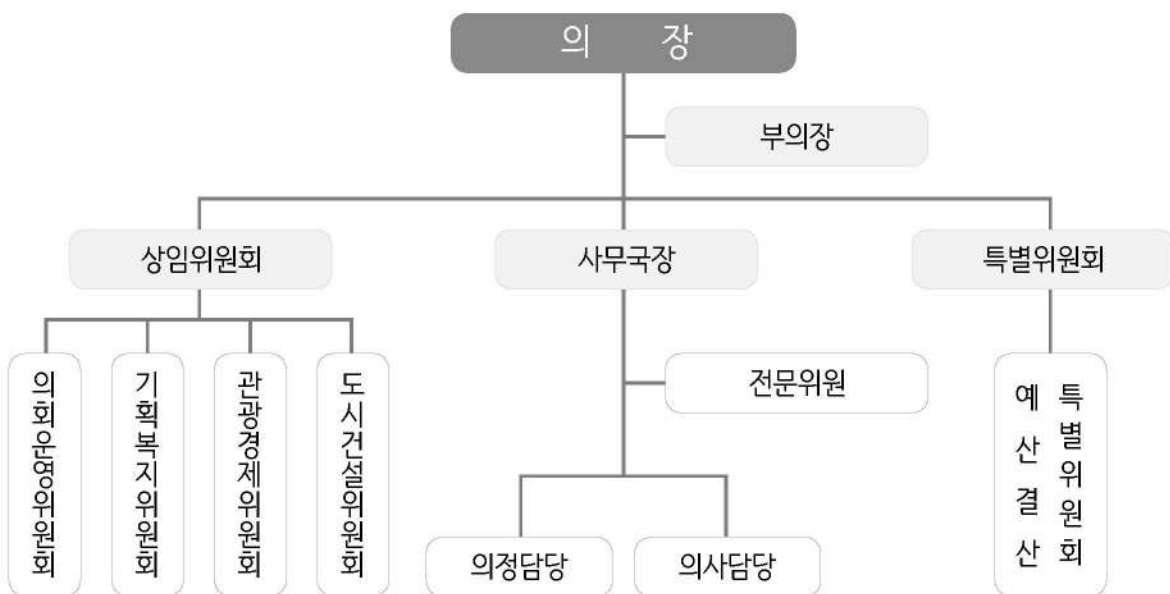 의 장
부의장
상임위원회
사무국장
특별위원회
의회운영위원회
기획복지위원회
관광경제위원회
도시건설위원회
전문위원
예산결산
특별위원회
의정담당
의사담당